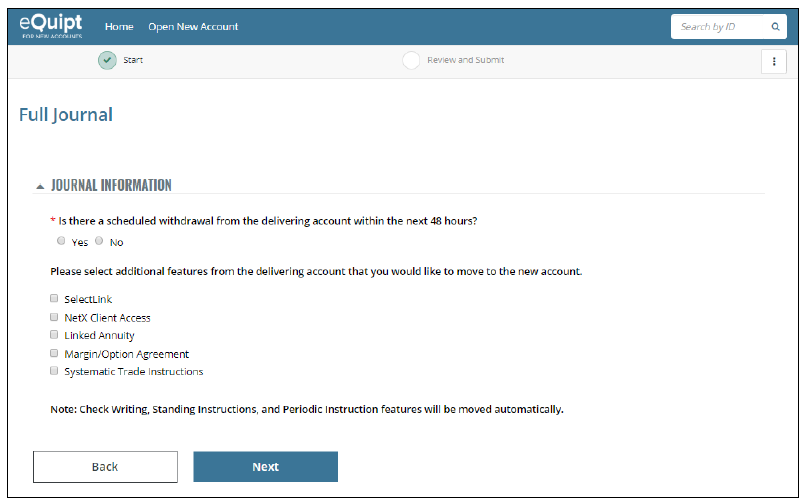 eQuipt
FOR NEW ACCOUNTS
Home
Open New Account
Search by ID
Start
Review and Submit
Full Journal
JOURNAL INFORMATION
* Is there a scheduled withdrawal from the delivering account within the next 48 hours?
Yes No
Please select additional features from the delivering account that you would like to move to the new account.
SelectLink
NetX Client Access
Linked Annuity
Margin/Option Agreement
Systematic Trade Instructions
Note: Check Writing, Standing Instructions, and Periodic Instruction features will be moved automatically.
Back
Next